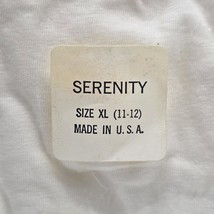 SERENITY
SIZE XL (11-12)
MADE IN U.S.A.